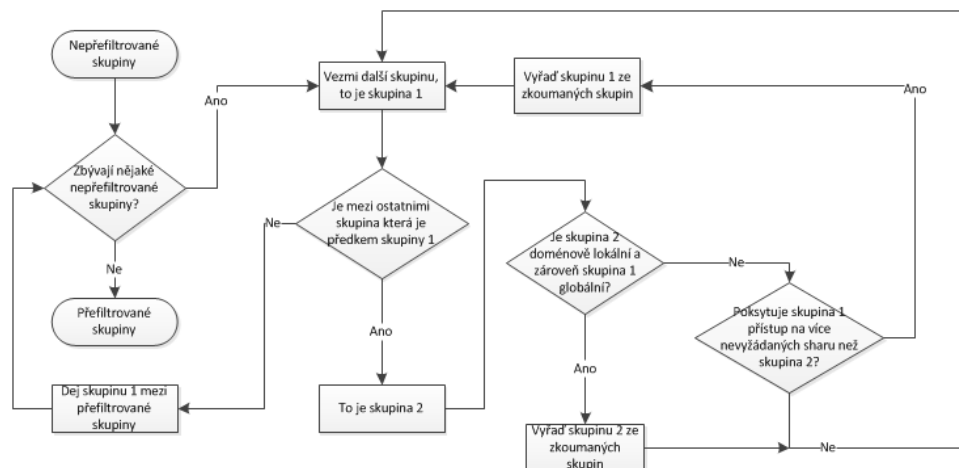 Nepřefiltrované
skupiny
Zbývají nějaké
nepřefiltrované
skupiny?
Ano
Ne
Přefiltrované
skupiny
Dej skupinu 1 mezi
přefiltrované
skupiny
Vezmi další skupinu,
to je skupina 1
Je mezi ostatnimi
skupina která je
předkem skupiny 1
Ne
Ano
To je skupina 2
Vyřaď skupinu 1 ze
zkoumaných skupin
Je skupina 2
doménově lokální a
zároveň skupina 1
globální?
Ne
Ano
Vyřaď skupinu 2 ze
zkoumaných
skupin
Poksytuje skupina 1
přístup na více
nevyžádaných sharu než
skupina 2?
Ano
Ne